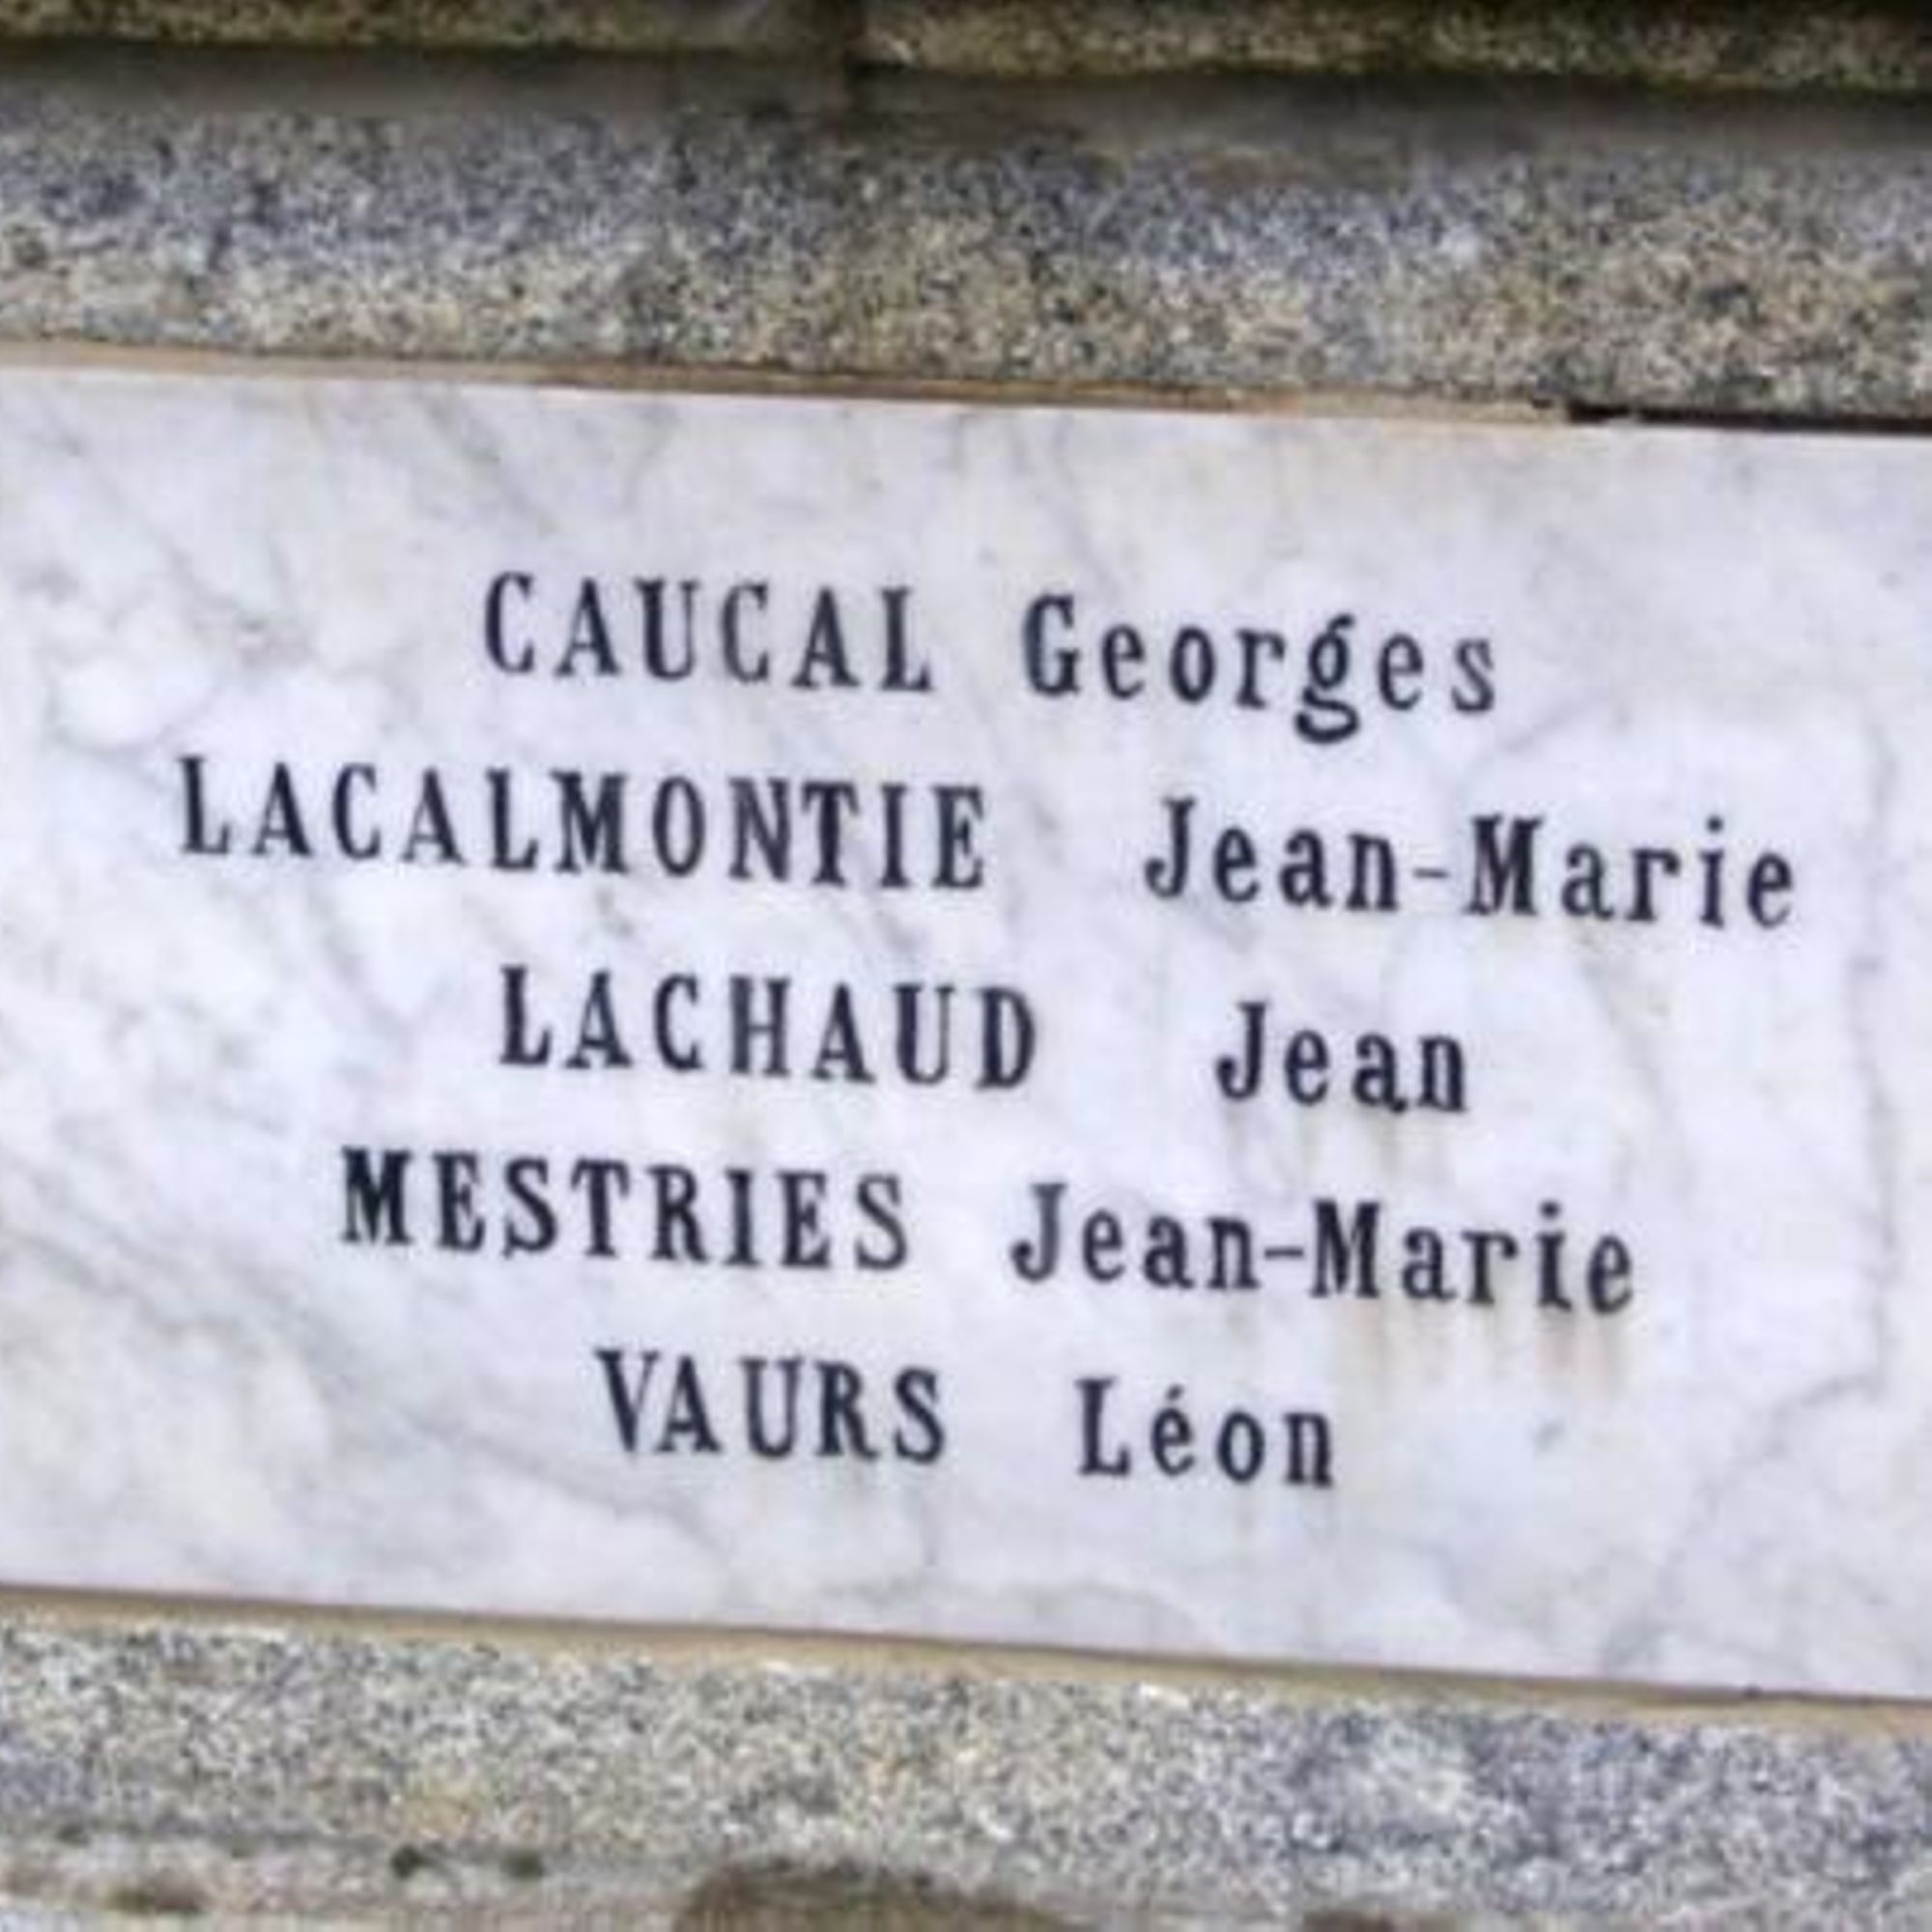 CAUCAL Georges
LACALMONTIE Jean-Marie
LACHAUD Jean
MESTRIES Jean-Marie
VAURS Léon